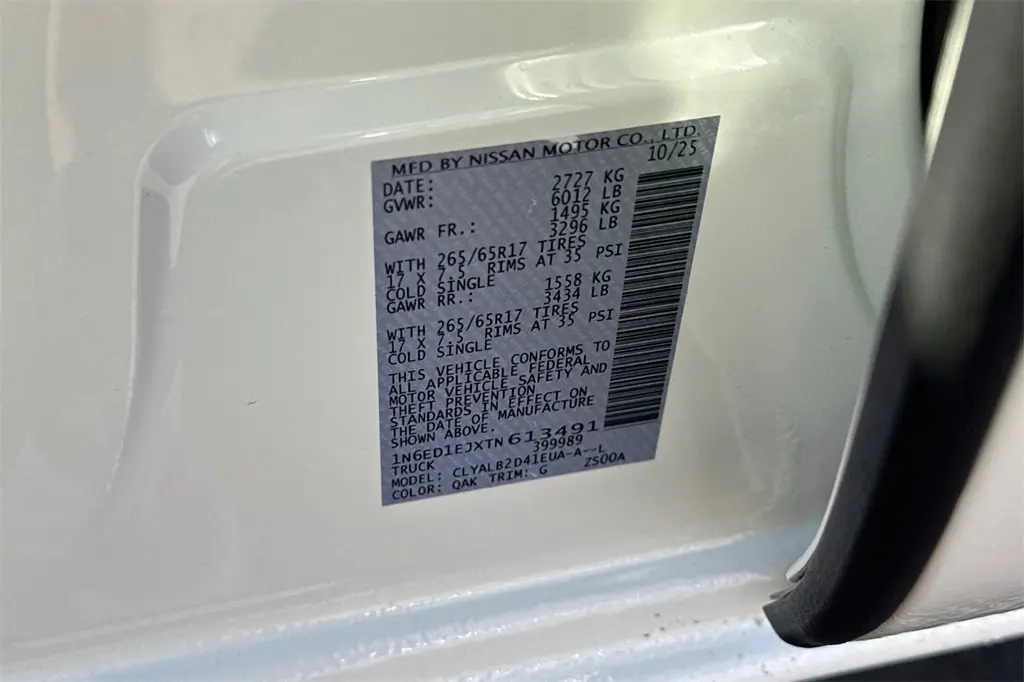 MFD BY NISSAN MOTOR CO., LTD.
DATE: 10/25
GVWR: 2727 KG
6012 LB
GAWR FR.: 1495 KG
3296 LB
WITH 265/65R17 TIRES
17 X 7.5 RIMS AT 35 PSI
COLD SINGLE
GAWR RR.: 1558 KG
3434 LB
WITH 265/65R17 TIRES
17 X 7.5 RIMS AT 35 PSI
COLD SINGLE
THIS VEHICLE CONFORMS TO
ALL APPLICABLE FEDERAL
MOTOR VEHICLE SAFETY AND
THEFT PREVENTION
STANDARDS IN EFFECT ON
THE DATE OF MANUFACTURE
SHOWN ABOVE.
1N6ED1EJXTN613491
TRUCK 399989
MODEL: CLYALB2D41EUA-A--L
COLOR: QAK TRIM: G ZS00A